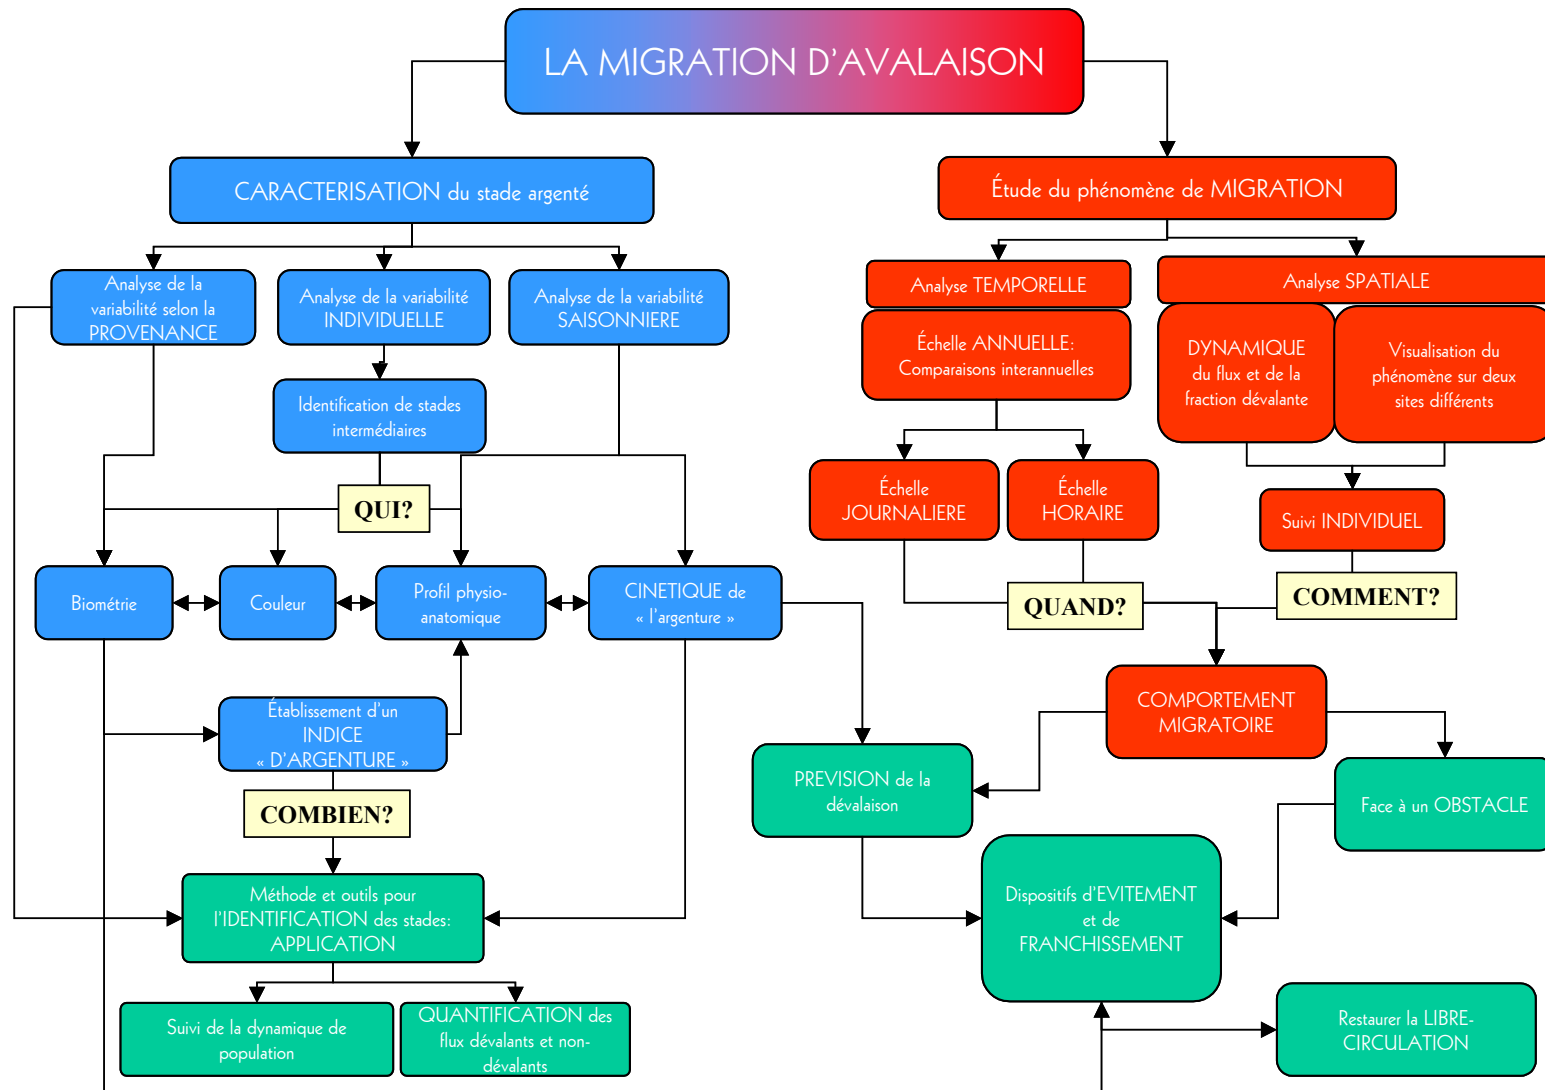 LA MIGRATION D'AVALAISON
CARACTERISATION du stade argenté
Étude du phénomène de MIGRATION
Analyse de la
variabilité selon la
PROVENANCE
Analyse de la variabilité
INDIVIDUELLE
Analyse de la variabilité
SAISONNIERE
Analyse TEMPORELLE
Analyse SPATIALE
Échelle ANNUELLE:
Comparaisons interannuelles
DYNAMIQUE
du flux et de la
fraction dévalante
Visualisation du
phénomène sur deux
sites différents
Identification de stades
intermédiaires
QUI?
Échelle
JOURNALIERE
Échelle
HORAIRE
Suivi INDIVIDUEL
Biométrie
Couleur
Profil physio-
anatomique
CINETIQUE de
« l'argenture »
QUAND?
COMMENT?
Établissement d'un
INDICE
« D'ARGENTURE »
COMPORTEMENT
MIGRATOIRE
COMBIEN?
PREVISION de la
dévalaison
Face à un OBSTACLE
Méthode et outils pour
l'IDENTIFICATION des stades:
APPLICATION
Dispositifs d'EVITEMENT
et de
FRANCHISSEMENT
Suivi de la dynamique de
population
QUANTIFICATION des
flux dévalants et non-
dévalants
Restaurer la LIBRE-
CIRCULATION